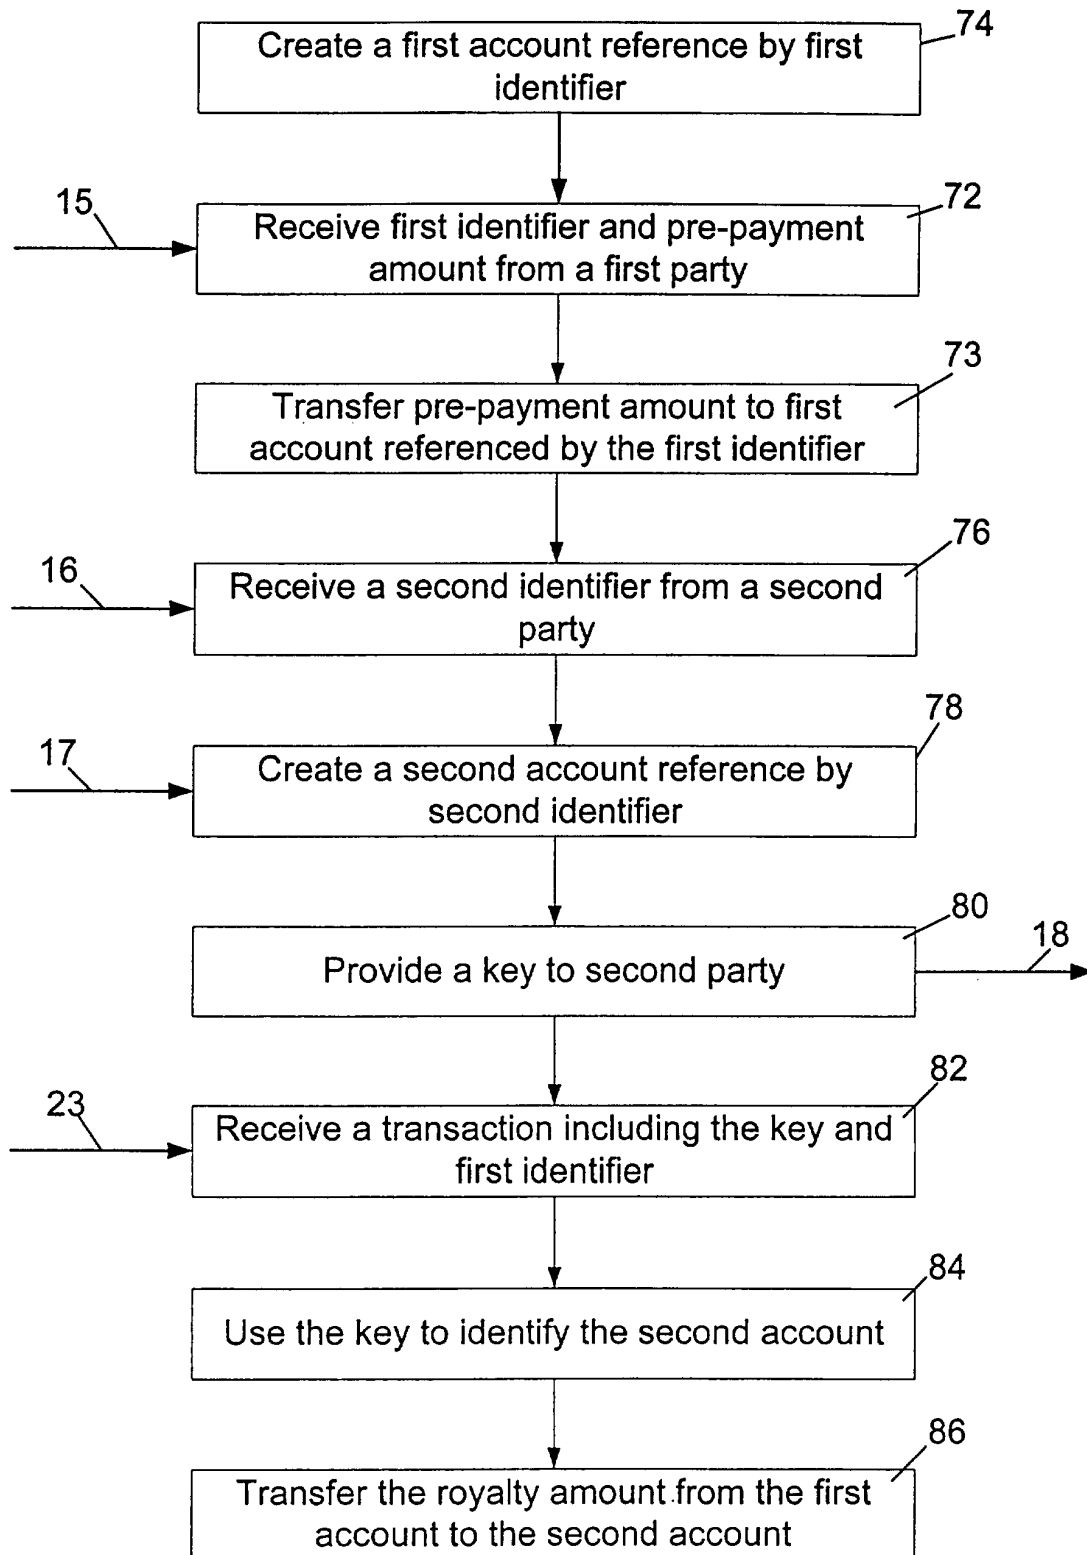 Create a first account reference by first
identifier
74
15
Receive first identifier and pre-payment
amount from a first party
72
Transfer pre-payment amount to first
account referenced by the first identifier
73
16
Receive a second identifier from a second
party
76
17
Create a second account reference by
second identifier
78
Provide a key to second party
80
18
23
Receive a transaction including the key and
first identifier
82
Use the key to identify the second account
84
Transfer the royalty amount from the first
account to the second account
86